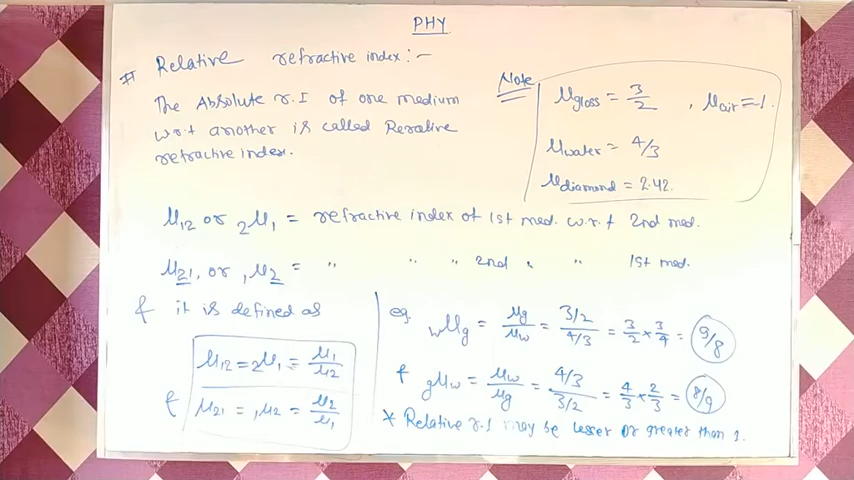 PHY
# Relative refractive index:-
The Absolute r.I of one medium
w.r.t another is called Relative
refractive index.
Note
μglass = 3/2 , μair = 1.
μwater = 4/3
μdiamond = 2.42.
μ12 or 2μ1 = refractive index of 1st med. w.r.t 2nd med.
μ21, or 1μ2 = " " " 2nd " " 1st med.
f it is defined as
μ12 = 2μ1 = μ1/μ2
f μ21 = 1μ2 = μ2/μ1
eg wμg = μg/μw = 3/2 / 4/3 = 3/2 × 3/4 = 9/8
f gμw = μw/μg = 4/3 / 3/2 = 4/3 × 2/3 = 8/9
* Relative r.I may be lesser or greater than 1.